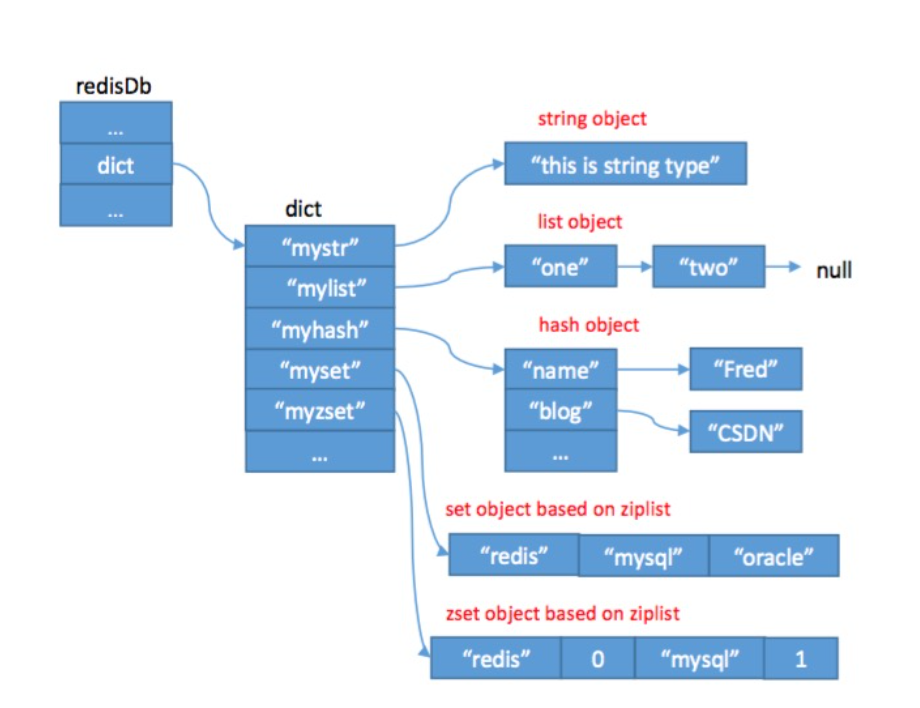 redisDb
...
dict
...
dict
“mystr”
“mylist”
“myhash”
“myset”
“myzset”
...
string object
“this is string type”
list object
“one”
“two”
null
hash object
“name”
“Fred”
“blog”
“CSDN”
...
set object based on ziplist
“redis”
“mysql”
“oracle”
zset object based on ziplist
“redis”
0
“mysql”
1